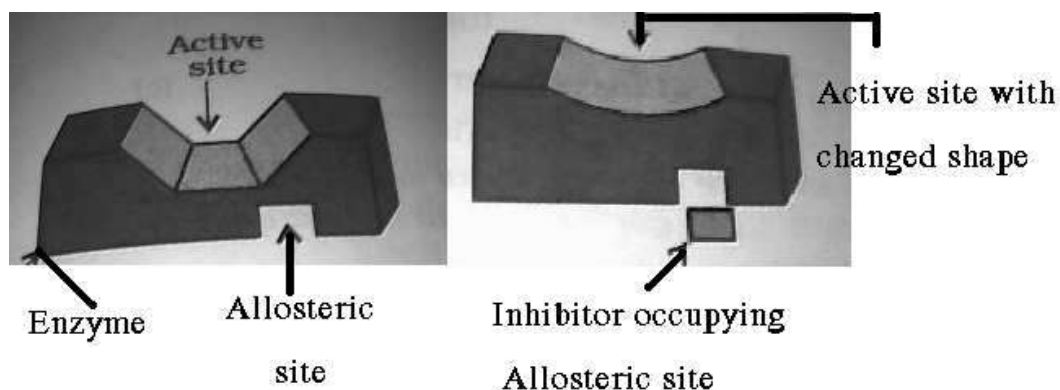 Active
site
Enzyme
Allosteric
site
Active site with
changed shape
Inhibitor occupying
Allosteric site